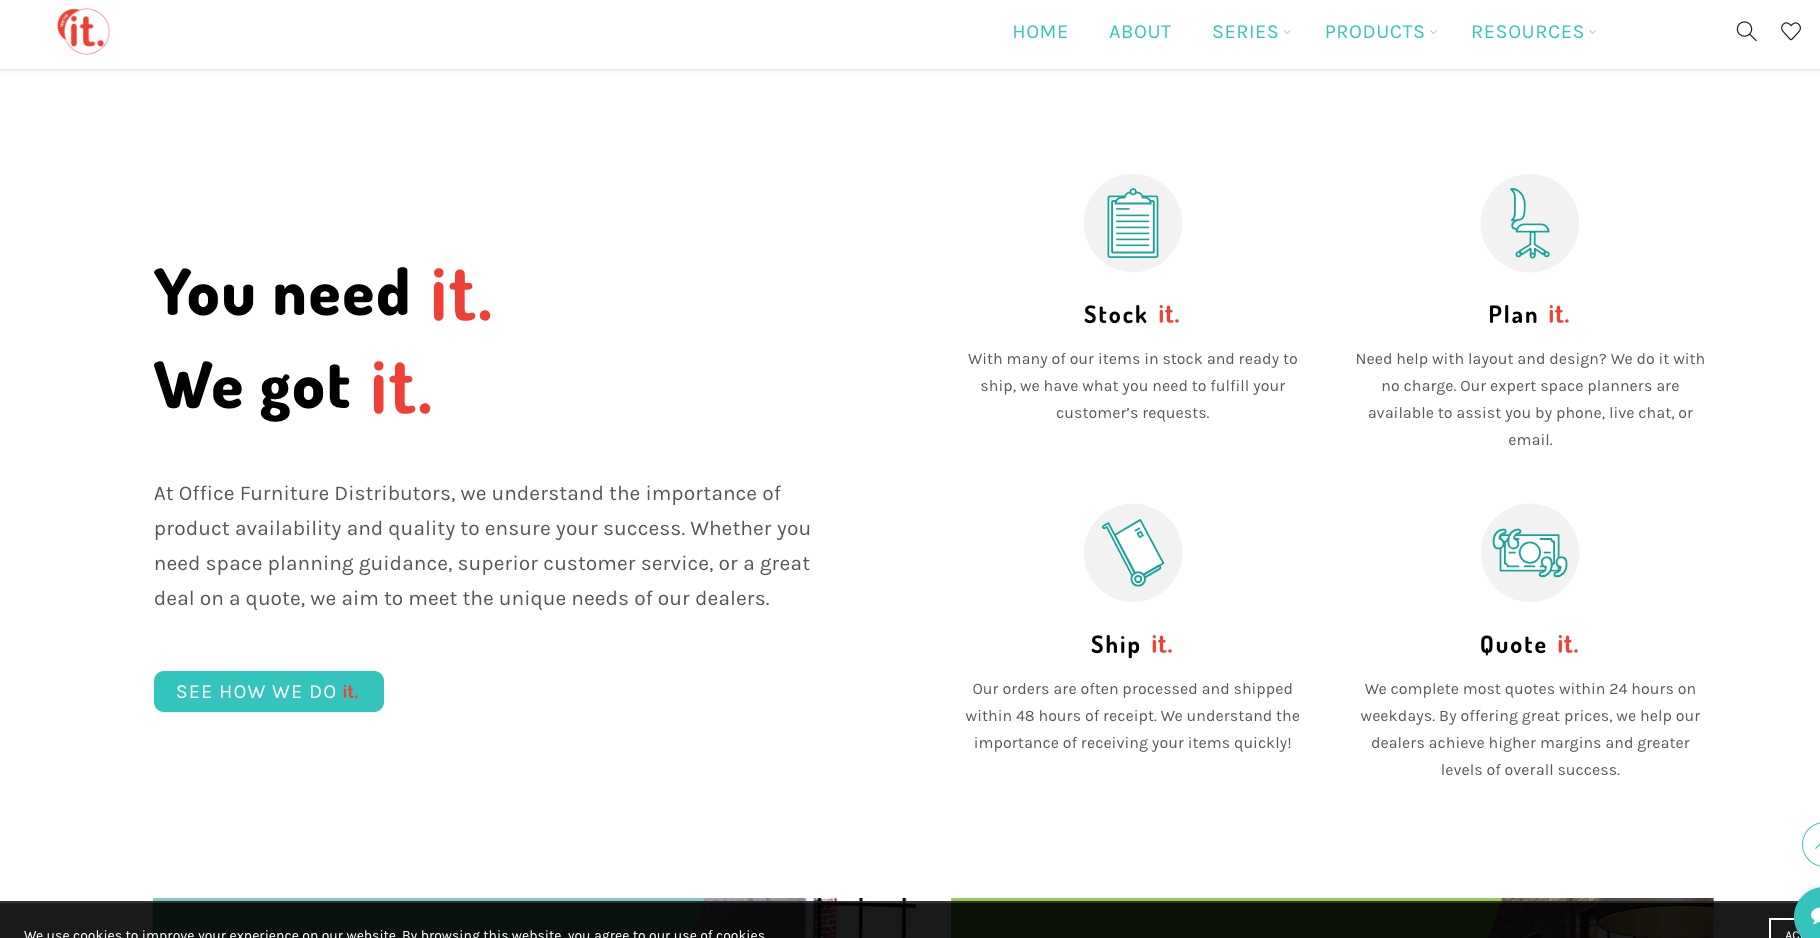 it.
HOME ABOUT SERIES PRODUCTS RESOURCES
You need it.
We got it.
At Office Furniture Distributors, we understand the importance of
product availability and quality to ensure your success. Whether you
need space planning guidance, superior customer service, or a great
deal on a quote, we aim to meet the unique needs of our dealers.
SEE HOW WE DO it.
Stock it.
With many of our items in stock and ready to
ship, we have what you need to fulfill your
customer’s requests.
Plan it.
Need help with layout and design? We do it with
no charge. Our expert space planners are
available to assist you by phone, live chat, or
email.
Ship it.
Our orders are often processed and shipped
within 48 hours of receipt. We understand the
importance of receiving your items quickly!
Quote it.
We complete most quotes within 24 hours on
weekdays. By offering great prices, we help our
dealers achieve higher margins and greater
levels of overall success.
We use cookies to improve your experience on our website. By browsing this website, you agree to our use of cookies.